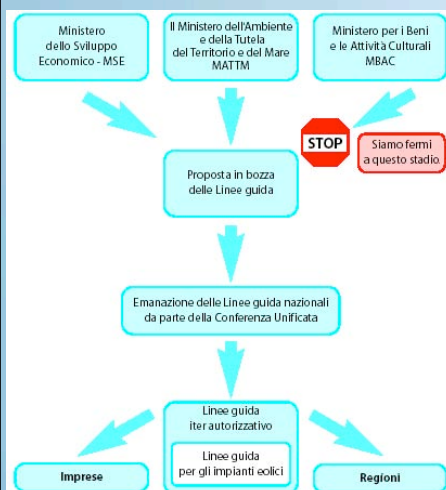 Ministero
dello Sviluppo
Economico - MSE
Il Ministero dell'Ambiente
e della Tutela
del Territorio e del Mare
MATTM
Ministero per i Beni
e le Attività Culturali
MBAC
STOP
Siamo fermi
a questo stadio.
Proposta in bozza
delle Linee guida
Emanazione delle Linee guida nazionali
da parte della Conferenza Unificata
Linee guida
iter autorizzativo
Linee guida
per gli impianti eolici
Imprese
Regioni